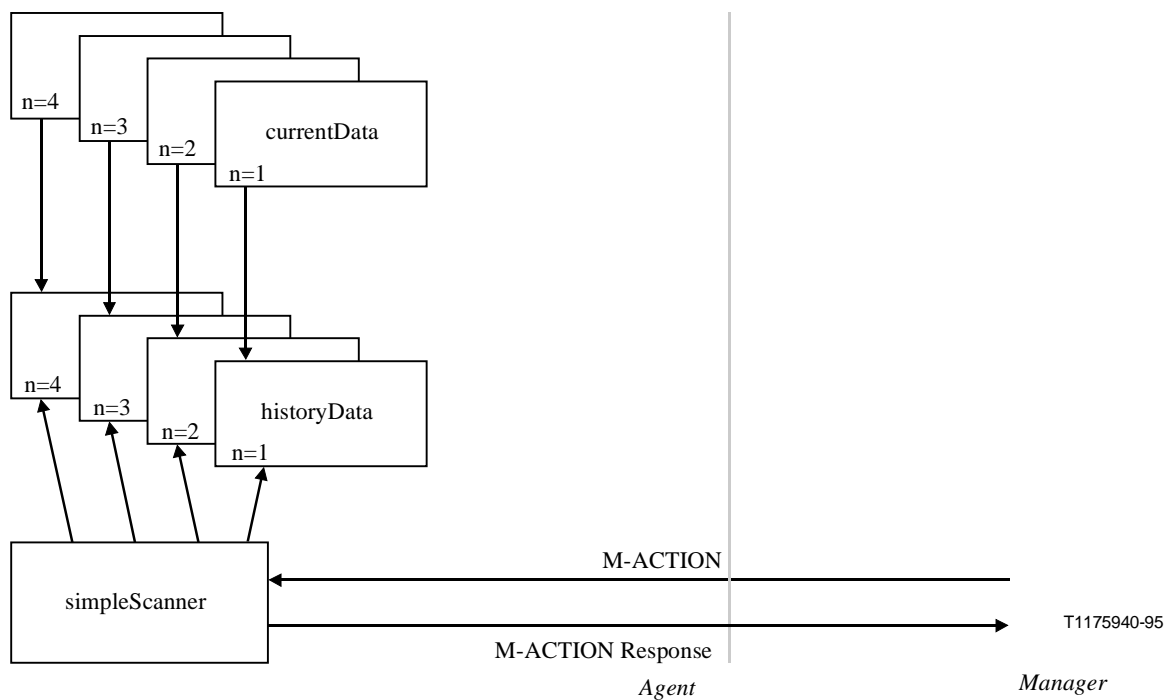 n=4
n=3
n=2
currentData
n=1
n=4
n=3
n=2
historyData
n=1
simpleScanner
M-ACTION
M-ACTION Response
T1175940-95
Agent
Manager